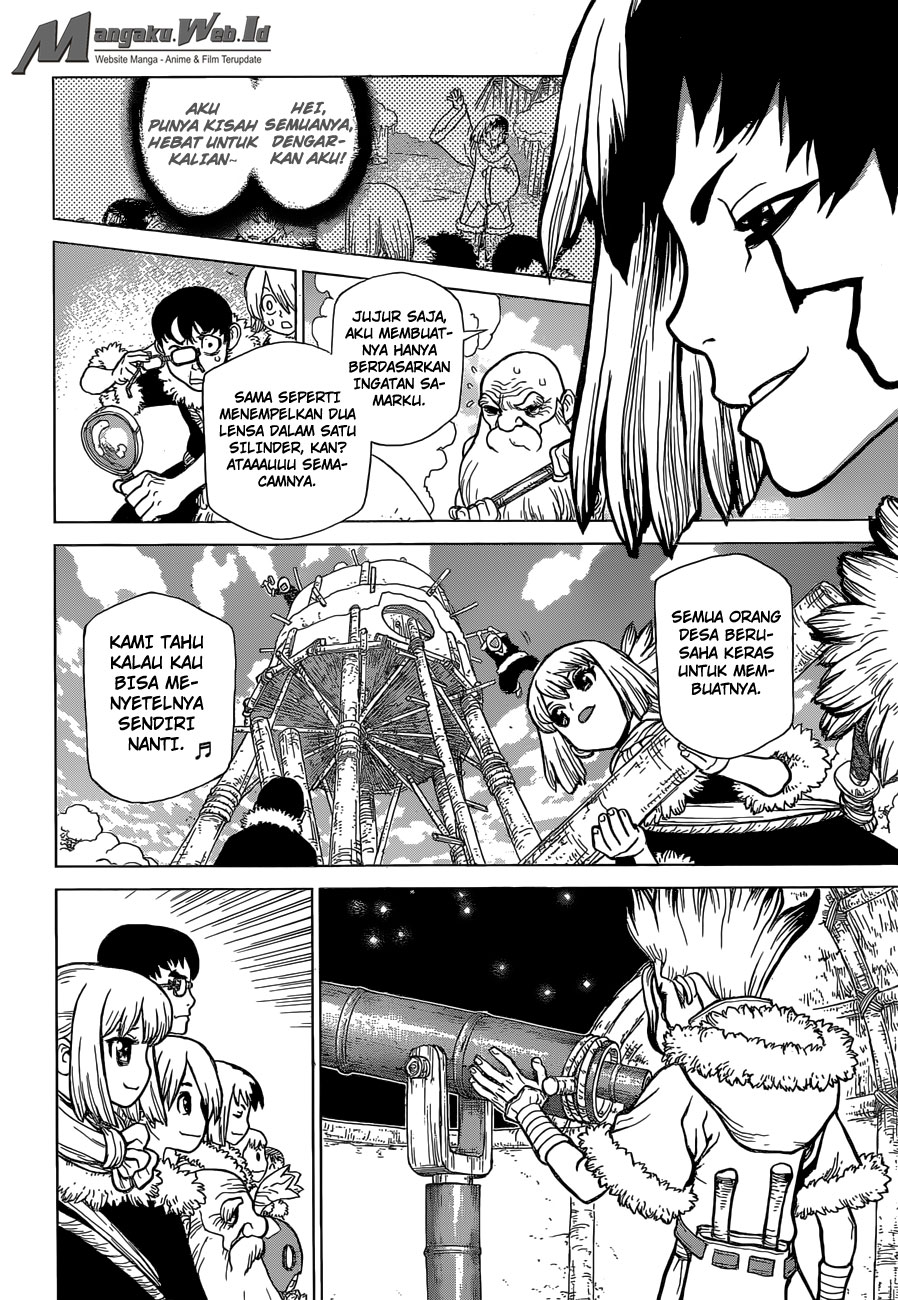 Mangaku.Web.Id
Website Manga - Anime & Film Terupdate
HEI,
SEMUANYA,
DENGAR-
KAN AKU!
AKU
PUNYA KISAH
HEBAT UNTUK
KALIAN~
JUJUR SAJA,
AKU MEMBUAT-
NYA HANYA
BERDASARKAN
INGATAN SA-
MARKU.
SAMA SEPERTI
MENEMPELKAN DUA
LENSA DALAM SATU
SILINDER, KAN?
ATAAAUUU SEMA-
CAMNYA.
SEMUA ORANG
DESA BERU-
SAHA KERAS
UNTUK MEM-
BUATNYA.
KAMI TAHU
KALAU KAU
BISA ME-
NYETELNYA
SENDIRI
NANTI. ♫